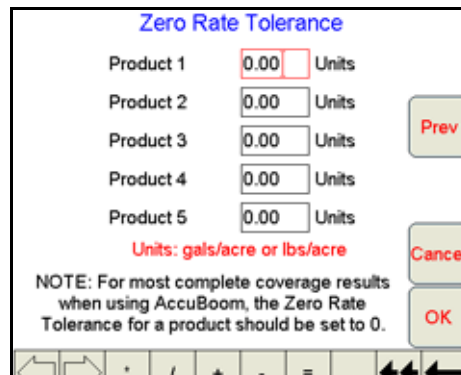 Zero Rate Tolerance
Product 1 0.00 Units
Product 2 0.00 Units
Product 3 0.00 Units
Product 4 0.00 Units
Product 5 0.00 Units
Units: gals/acre or lbs/acre
NOTE: For most complete coverage results
when using AccuBoom, the Zero Rate
Tolerance for a product should be set to 0.
Prev
Cancel
OK